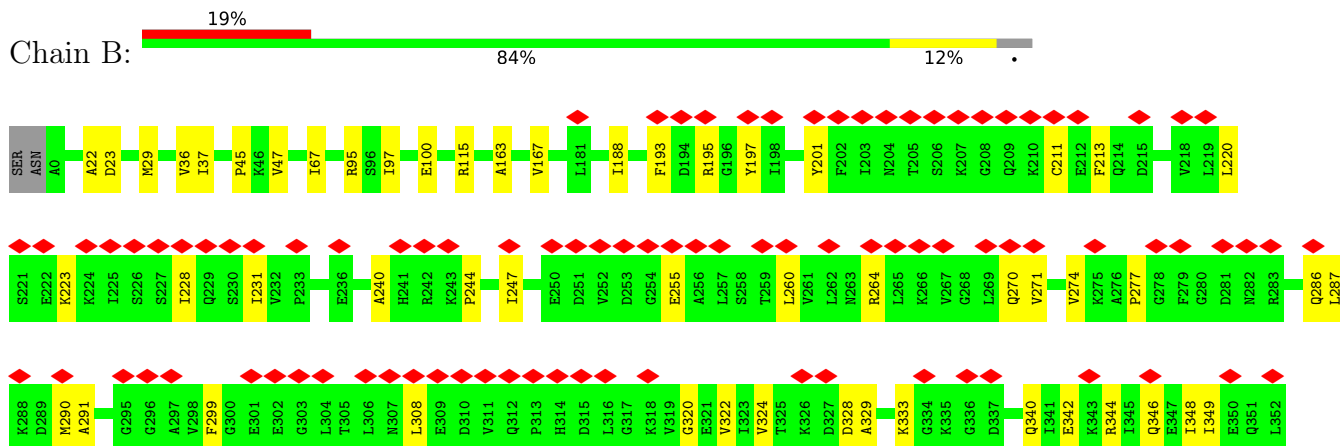 19%
Chain B:
84% 12% •
SER ASN A0 A22 D23 M29 V36 I37 P45 K46 V47 I67 R95 S96 I97 E100 R115 A163 V167 L181 I188 F193 D194 R195 G196 Y197 I198 Y201 F202 I203 N204 T205 S206 K207 G208 Q209 K210 C211 E212 F213 Q214 D215 V218 L219 L220
S221 E222 K223 K224 I225 S226 S227 I228 Q229 S230 I231 V232 P233 E236 A240 H241 R242 K243 P244 I247 E250 D251 V252 D253 G254 E255 A256 L257 S258 T259 L260 V261 L262 N263 R264 L265 K266 V267 G268 L269 Q270 V271 V274 K275 A276 P277 G278 F279 G280 D281 N282 R283 Q286 L287
K288 D289 M290 A291 G295 G296 A297 V298 F299 G300 E301 E302 G303 L304 T305 L306 N307 L308 E309 D310 V311 Q312 P313 H314 D315 L316 G317 K318 V319 G320 E321 V322 I323 V324 T325 K326 D327 D328 A329 K333 G334 K335 G336 D337 Q340 I341 E342 K343 R344 I345 Q346 E347 I348 I349 E350 Q351 L352